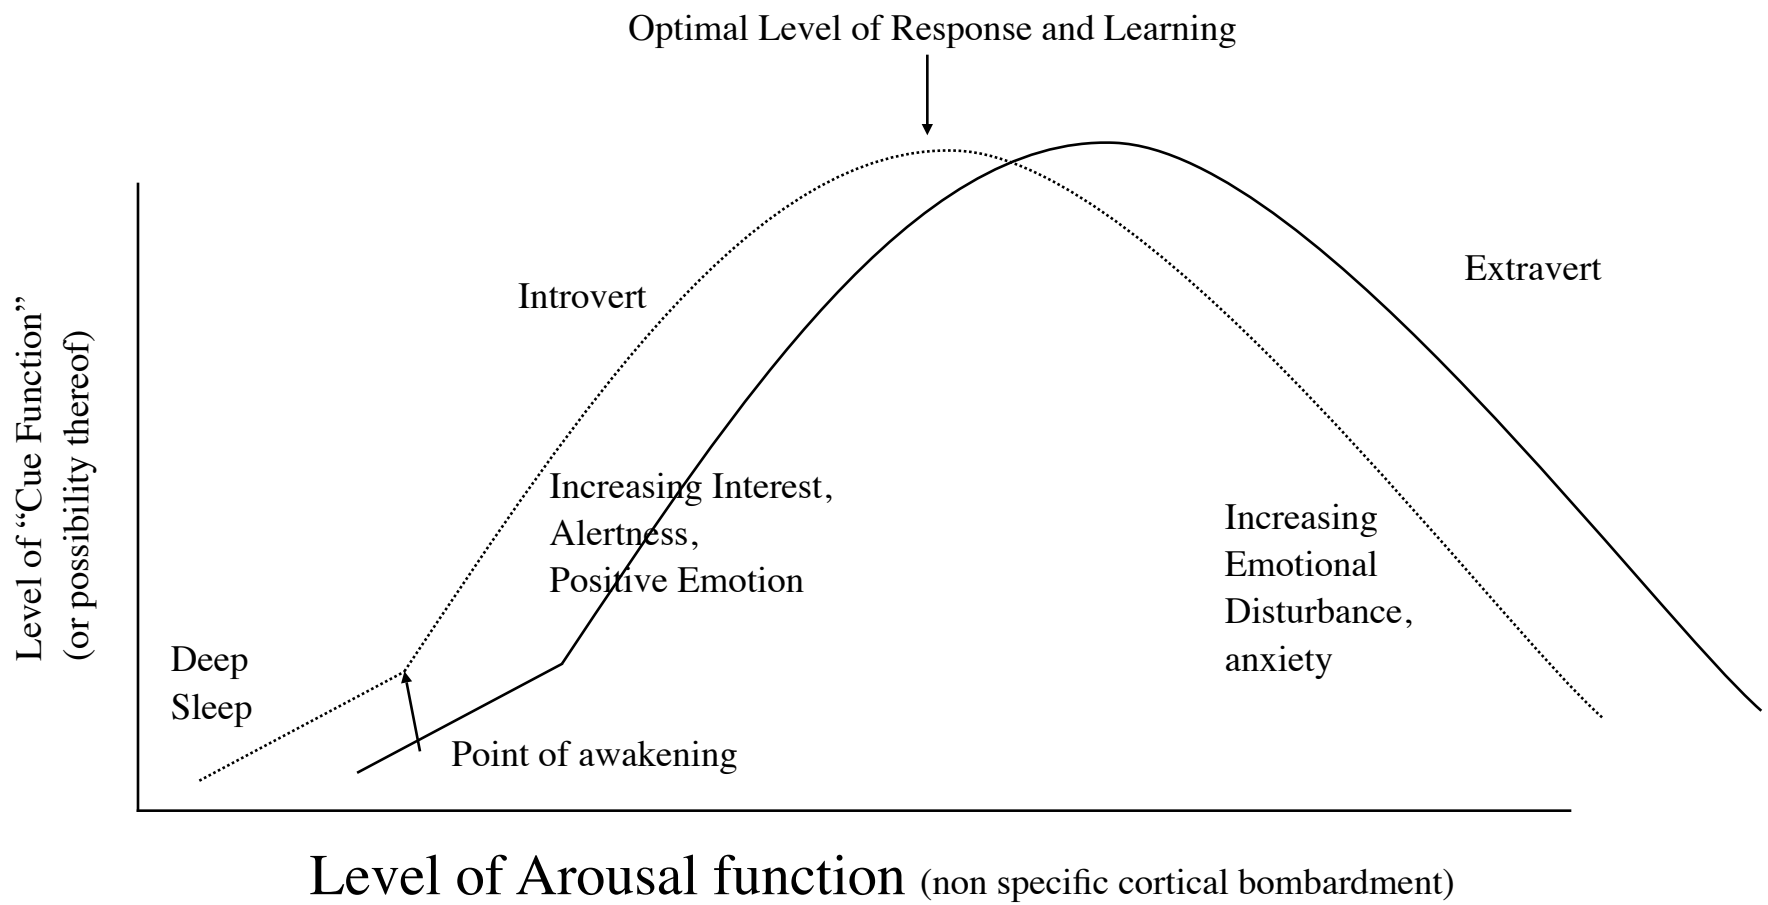 Optimal Level of Response and Learning
Introvert
Extravert
Level of “Cue Function”
(or possibility thereof)
Increasing Interest,
Alertness,
Positive Emotion
Increasing
Emotional
Disturbance,
anxiety
Deep
Sleep
Point of awakening
Level of Arousal function (non specific cortical bombardment)